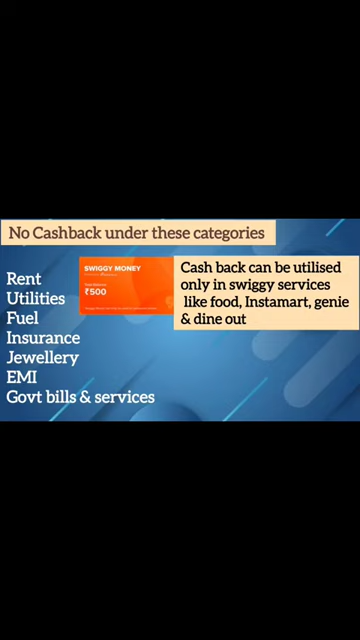 No Cashback under these categories
SWIGGY MONEY
₹500
Cash back can be utilised
only in swiggy services
like food, Instamart, genie
& dine out
Rent
Utilities
Fuel
Insurance
Jewellery
EMI
Govt bills & services